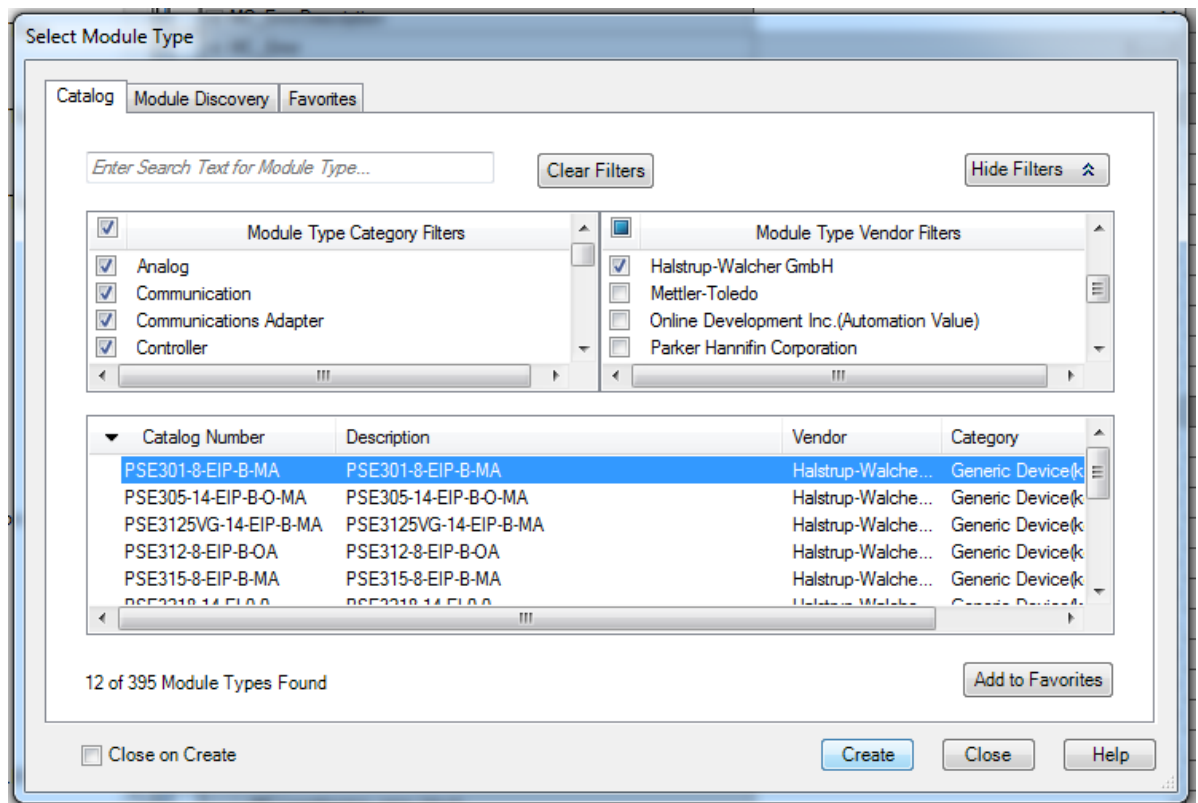 Select Module Type
Catalog Module Discovery Favorites
Enter Search Text for Module Type... Clear Filters Hide Filters
Module Type Category Filters Module Type Vendor Filters
Analog Halstrup-Walcher GmbH
Communication Mettler-Toledo
Communications Adapter Online Development Inc.(Automation Value)
Controller Parker Hannifin Corporation
Catalog Number Description Vendor Category
PSE301-8-EIP-B-MA PSE301-8-EIP-B-MA Halstrup-Walche... Generic Device(k
PSE305-14-EIP-B-O-MA PSE305-14-EIP-B-O-MA Halstrup-Walche... Generic Device(k
PSE3125VG-14-EIP-B-MA PSE3125VG-14-EIP-B-MA Halstrup-Walche... Generic Device(k
PSE312-8-EIP-B-OA PSE312-8-EIP-B-OA Halstrup-Walche... Generic Device(k
PSE315-8-EIP-B-MA PSE315-8-EIP-B-MA Halstrup-Walche... Generic Device(k
12 of 395 Module Types Found Add to Favorites
Close on Create Create Close Help